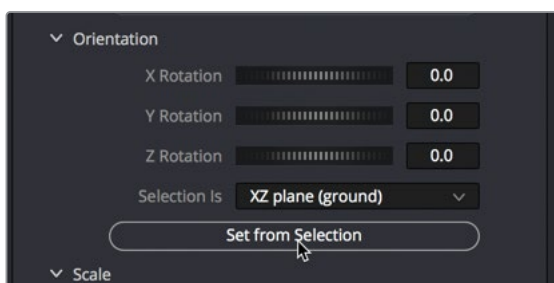 Orientation
X Rotation 0.0
Y Rotation 0.0
Z Rotation 0.0
Selection Is XZ plane (ground)
Set from Selection
Scale